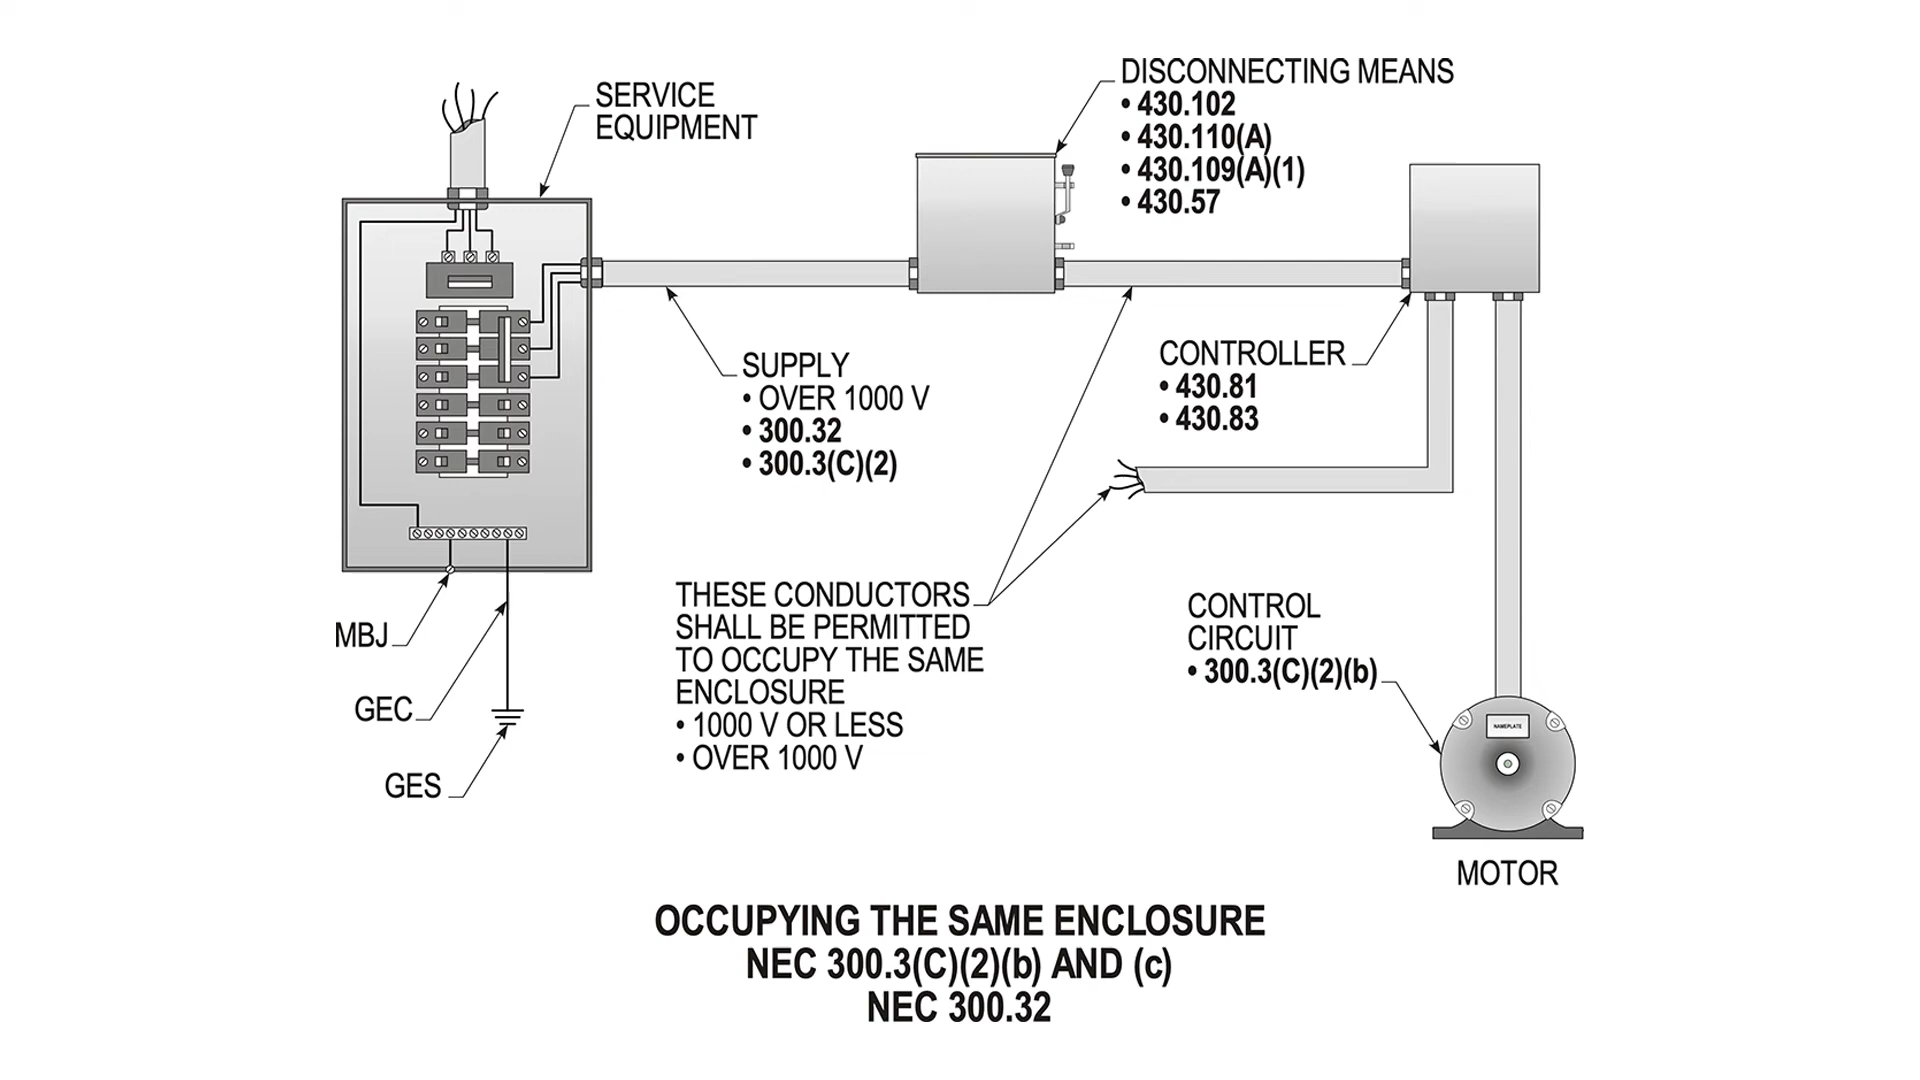 SERVICE
EQUIPMENT
DISCONNECTING MEANS
• 430.102
• 430.110(A)
• 430.109(A)(1)
• 430.57
SUPPLY
• OVER 1000 V
• 300.32
• 300.3(C)(2)
CONTROLLER
• 430.81
• 430.83
THESE CONDUCTORS
SHALL BE PERMITTED
TO OCCUPY THE SAME
ENCLOSURE
• 1000 V OR LESS
• OVER 1000 V
MBJ
GEC
GES
CONTROL
CIRCUIT
• 300.3(C)(2)(b)
NAMEPLATE
MOTOR
OCCUPYING THE SAME ENCLOSURE
NEC 300.3(C)(2)(b) AND (c)
NEC 300.32